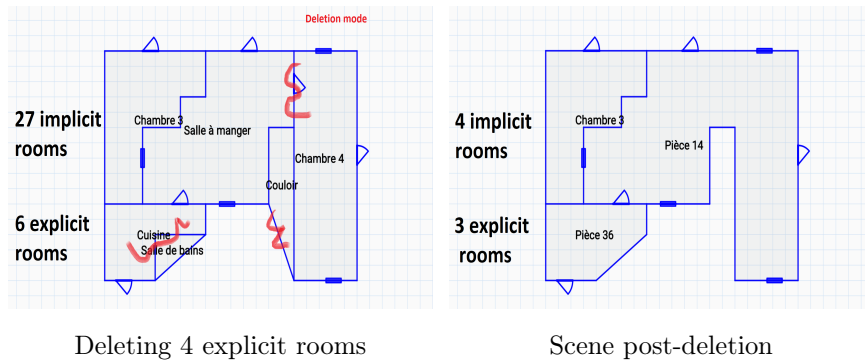 Deletion mode
27 implicit
rooms
Chambre 3
Salle à manger
Chambre 4
Couloir
6 explicit
rooms
Cuisine
Salle de bains
4 implicit
rooms
Chambre 3
Pièce 14
3 explicit
rooms
Pièce 36
Deleting 4 explicit rooms
Scene post-deletion